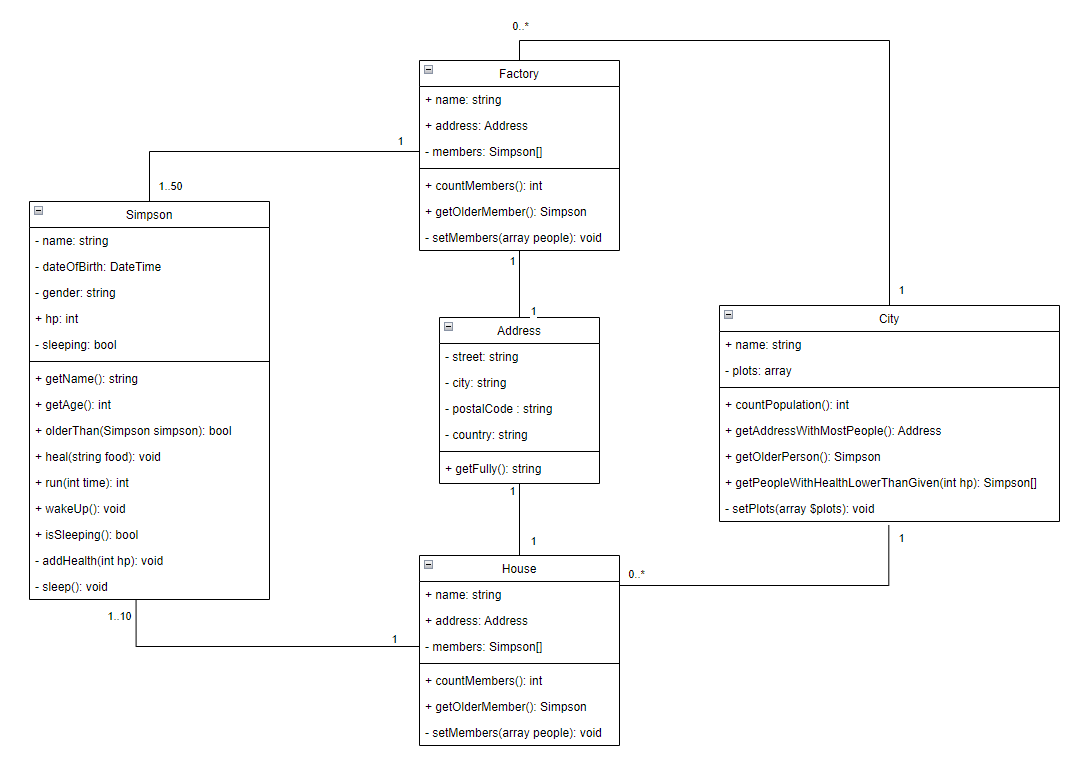 0..*
Factory
+ name: string
+ address: Address
- members: Simpson[]
+ countMembers(): int
+ getOlderMember(): Simpson
- setMembers(array people): void
1
1..50
Simpson
- name: string
- dateOfBirth: DateTime
- gender: string
+ hp: int
- sleeping: bool
+ getName(): string
+ getAge(): int
+ olderThan(Simpson simpson): bool
+ heal(string food): void
+ run(int time): int
+ wakeUp(): void
+ isSleeping(): bool
- addHealth(int hp): void
- sleep(): void
1
1
Address
- street: string
- city: string
- postalCode : string
- country: string
+ getFully(): string
1
1
1
City
+ name: string
- plots: array
+ countPopulation(): int
+ getAddressWithMostPeople(): Address
+ getOlderPerson(): Simpson
+ getPeopleWithHealthLowerThanGiven(int hp): Simpson[]
- setPlots(array $plots): void
1
0..*
House
+ name: string
+ address: Address
- members: Simpson[]
+ countMembers(): int
+ getOlderMember(): Simpson
- setMembers(array people): void
1..10
1